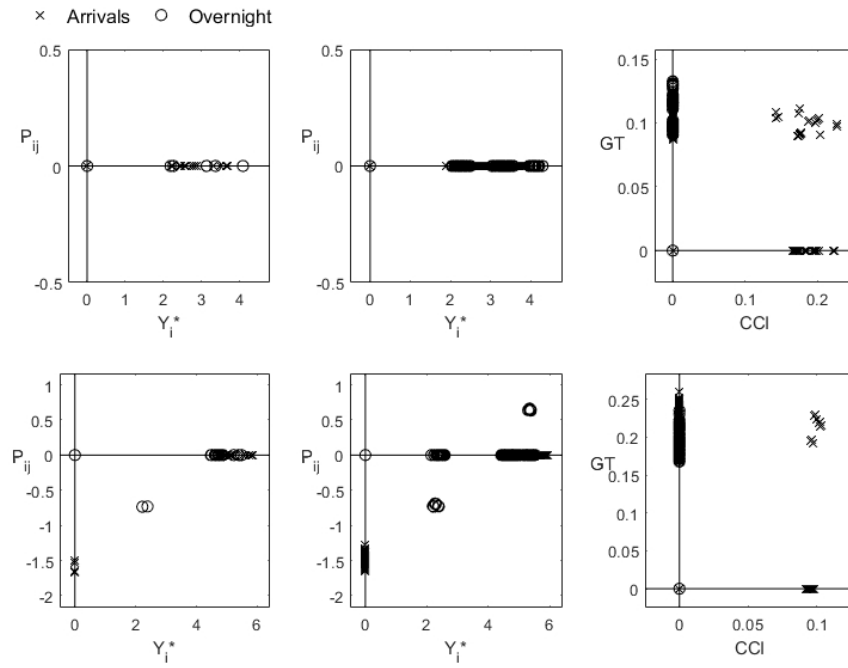 × Arrivals ○ Overnight
0.5
P_ij
0
-0.5
0 1 2 3 4
Y_i*
0.5
P_ij
0
-0.5
0 1 2 3 4
Y_i*
0.15
0.1
GT
0.05
0
0 0.1 0.2
CCI
1
0.5
P_ij
0
-0.5
-1
-1.5
-2
0 2 4 6
Y_i*
1
0.5
P_ij
0
-0.5
-1
-1.5
-2
0 2 4 6
Y_i*
0.25
0.2
GT
0.15
0.1
0.05
0
0 0.05 0.1
CCI